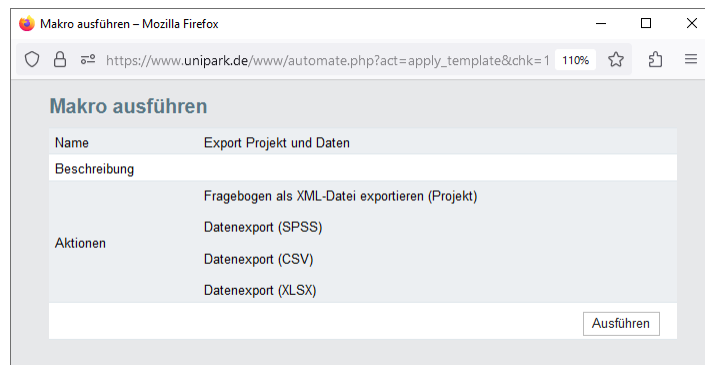 Makro ausführen – Mozilla Firefox
https://www.unipark.de/www/automate.php?act=apply_template&chk=1 110%
Makro ausführen
Name Export Projekt und Daten
Beschreibung
Fragebogen als XML-Datei exportieren (Projekt)
Datenexport (SPSS)
Aktionen
Datenexport (CSV)
Datenexport (XLSX)
Ausführen